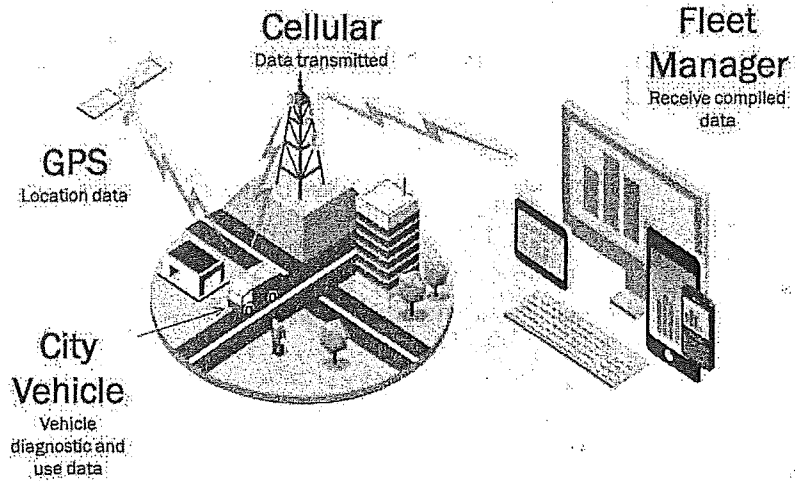 Cellular
Data transmitted
Fleet
Manager
Receive compiled
data
GPS
Location data
City
Vehicle
Vehicle
diagnostic and
use data